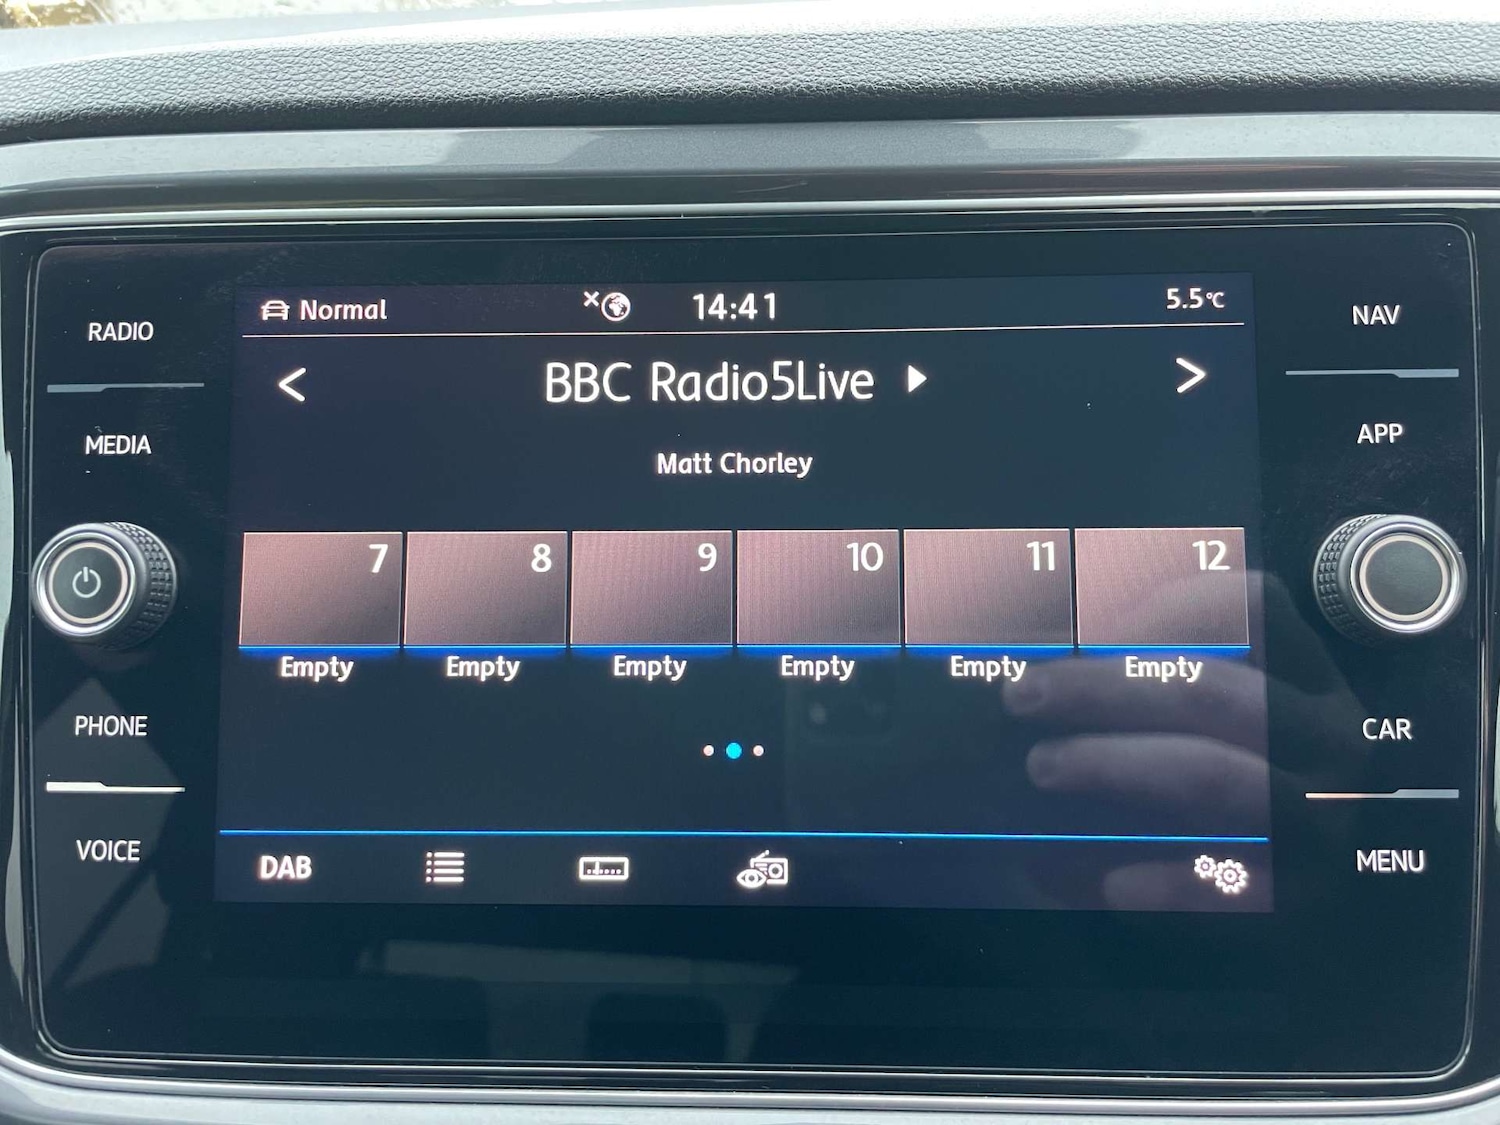 RADIO
MEDIA
PHONE
VOICE
Normal 14:41 5.5°C
< BBC Radio5Live >
Matt Chorley
7 8 9 10 11 12
Empty Empty Empty Empty Empty Empty
DAB
NAV
APP
CAR
MENU